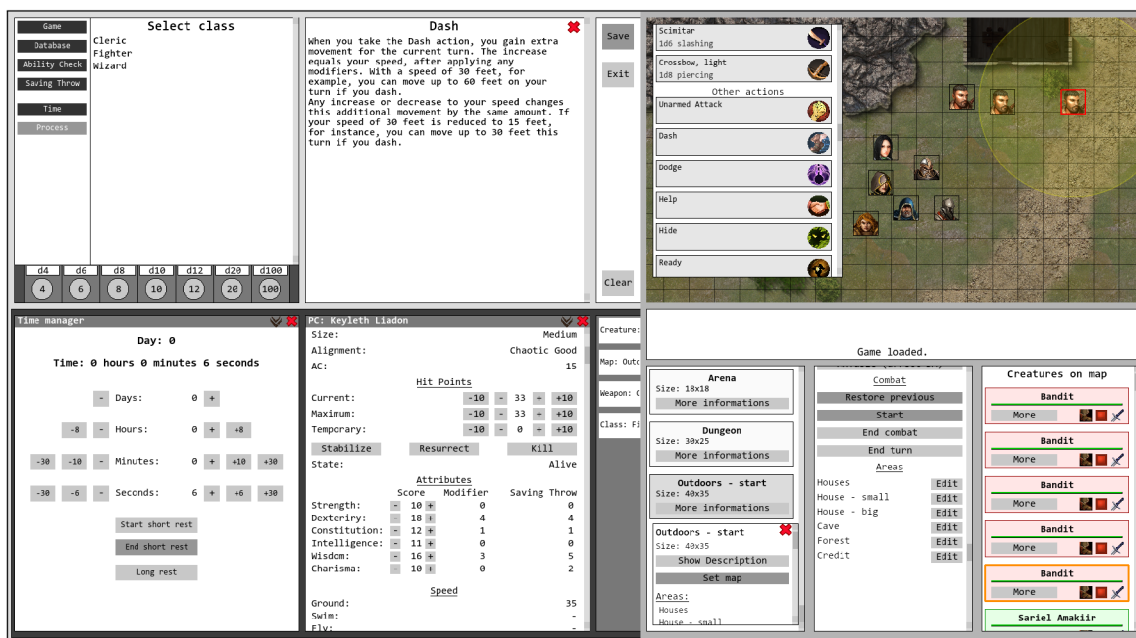 Game
Database
Ability Check
Saving Throw
Time
Process
Select class
Cleric
Fighter
Wizard
d4 d6 d8 d10 d12 d20 d100
4 6 8 10 12 20 100
Dash
When you take the Dash action, you gain extra
movement for the current turn. The increase
equals your speed, after applying any
modifiers. With a speed of 30 feet, for
example, you can move up to 60 feet on your
turn if you dash.
Any increase or decrease to your speed changes
this additional movement by the same amount. If
your speed of 30 feet is reduced to 15 feet,
for instance, you can move up to 30 feet this
turn if you dash.
Save
Exit
Clear
Scimitar
1d6 slashing
Crossbow, light
1d8 piercing
Other actions
Unarmed Attack
Dash
Dodge
Help
Hide
Ready
Time manager
Day: 0
Time: 0 hours 0 minutes 6 seconds
- Days: 0 +
-8 - Hours: 0 + +8
-30 -10 - Minutes: 0 + +10 +30
-30 -6 - Seconds: 6 + +6 +30
Start short rest
End short rest
Long rest
PC: Keyleth Liadon
Size: Medium
Alignment: Chaotic Good
AC: 15
Hit Points
Current: -10 - 33 + +10
Maximum: -10 - 33 + +10
Temporary: -10 - 0 + +10
Stabilize Resurrect Kill
State: Alive
Attributes
Score Modifier Saving Throw
Strength: - 10 + 0 0
Dexteriry: - 18 + 4 4
Constitution: - 12 + 1 1
Intelligence: - 11 + 0 0
Wisdom: - 16 + 3 5
Charisma: - 10 + 0 2
Speed
Ground: 35
Swim: -
Fly: -
Creature:
Map: Outd
Weapon: C
Class: Fi
Game loaded.
Arena
Size: 18x18
More informations
Dungeon
Size: 30x25
More informations
Outdoors - start
Size: 40x35
More informations
Outdoors - start
Size: 40x35
Show Description
Set map
Areas:
Houses
House - small
Combat
Restore previous
Start
End combat
End turn
Areas
Houses Edit
House - small Edit
House - big Edit
Cave Edit
Forest Edit
Credit Edit
Creatures on map
Bandit
More
Bandit
More
Bandit
More
Bandit
More
Bandit
More
Sariel Amakiir